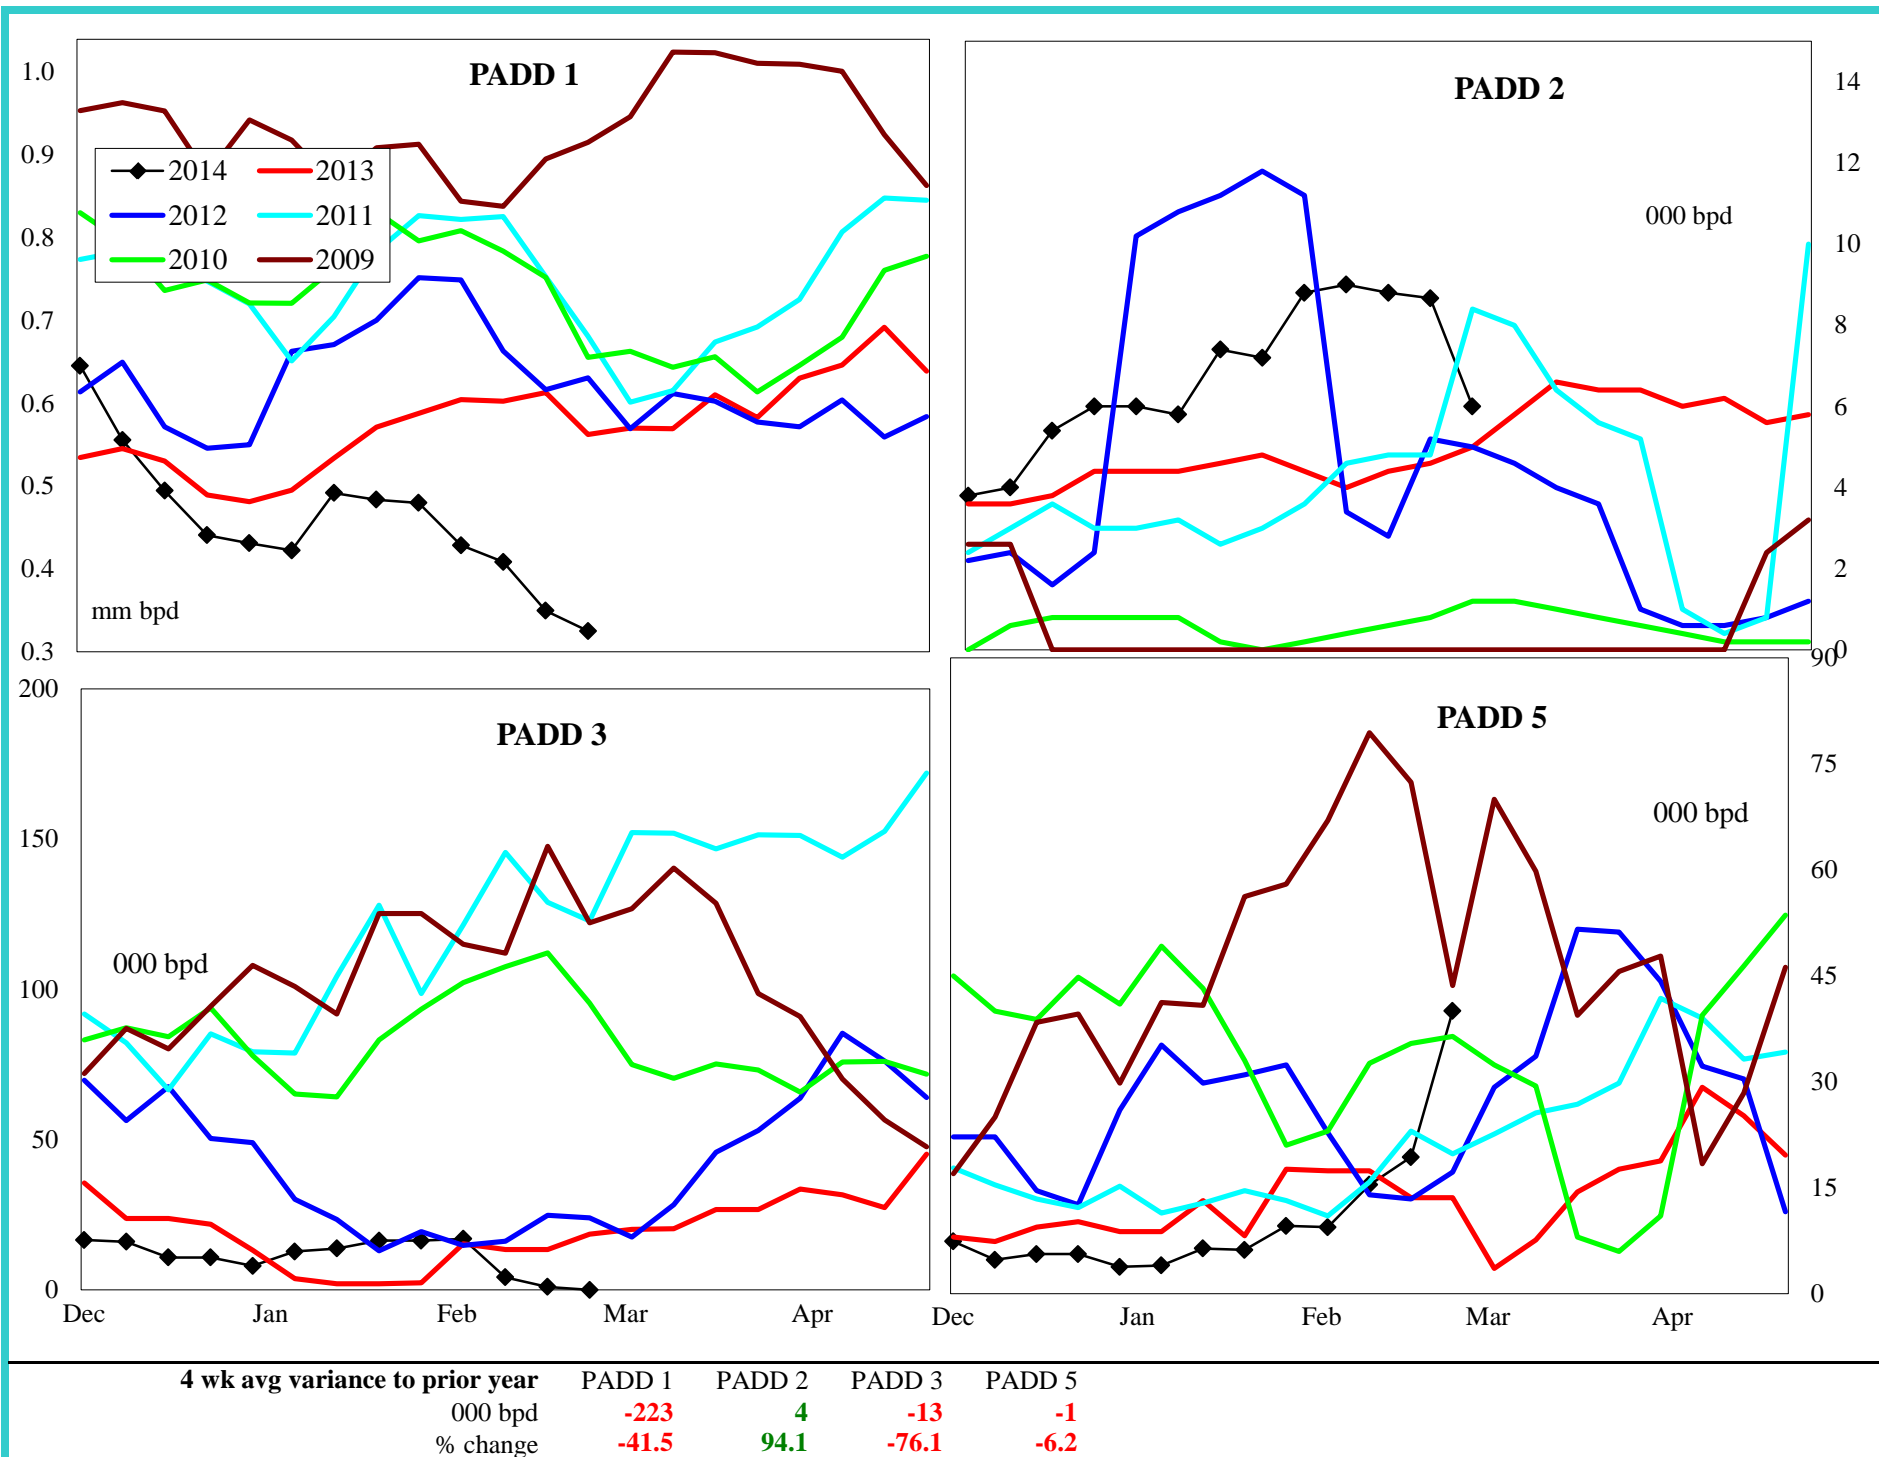 PADD 1
1.0
0.9
0.8
0.7
0.6
0.5
0.4
0.3
2014 2013
2012 2011
2010 2009
mm bpd
PADD 2
000 bpd
14
12
10
8
6
4
2
0
PADD 3
000 bpd
200
150
100
50
0
Dec Jan Feb Mar Apr
PADD 5
000 bpd
90
75
60
45
30
15
0
Dec Jan Feb Mar Apr
4 wk avg variance to prior year PADD 1 PADD 2 PADD 3 PADD 5
000 bpd -223 4 -13 -1
% change -41.5 94.1 -76.1 -6.2